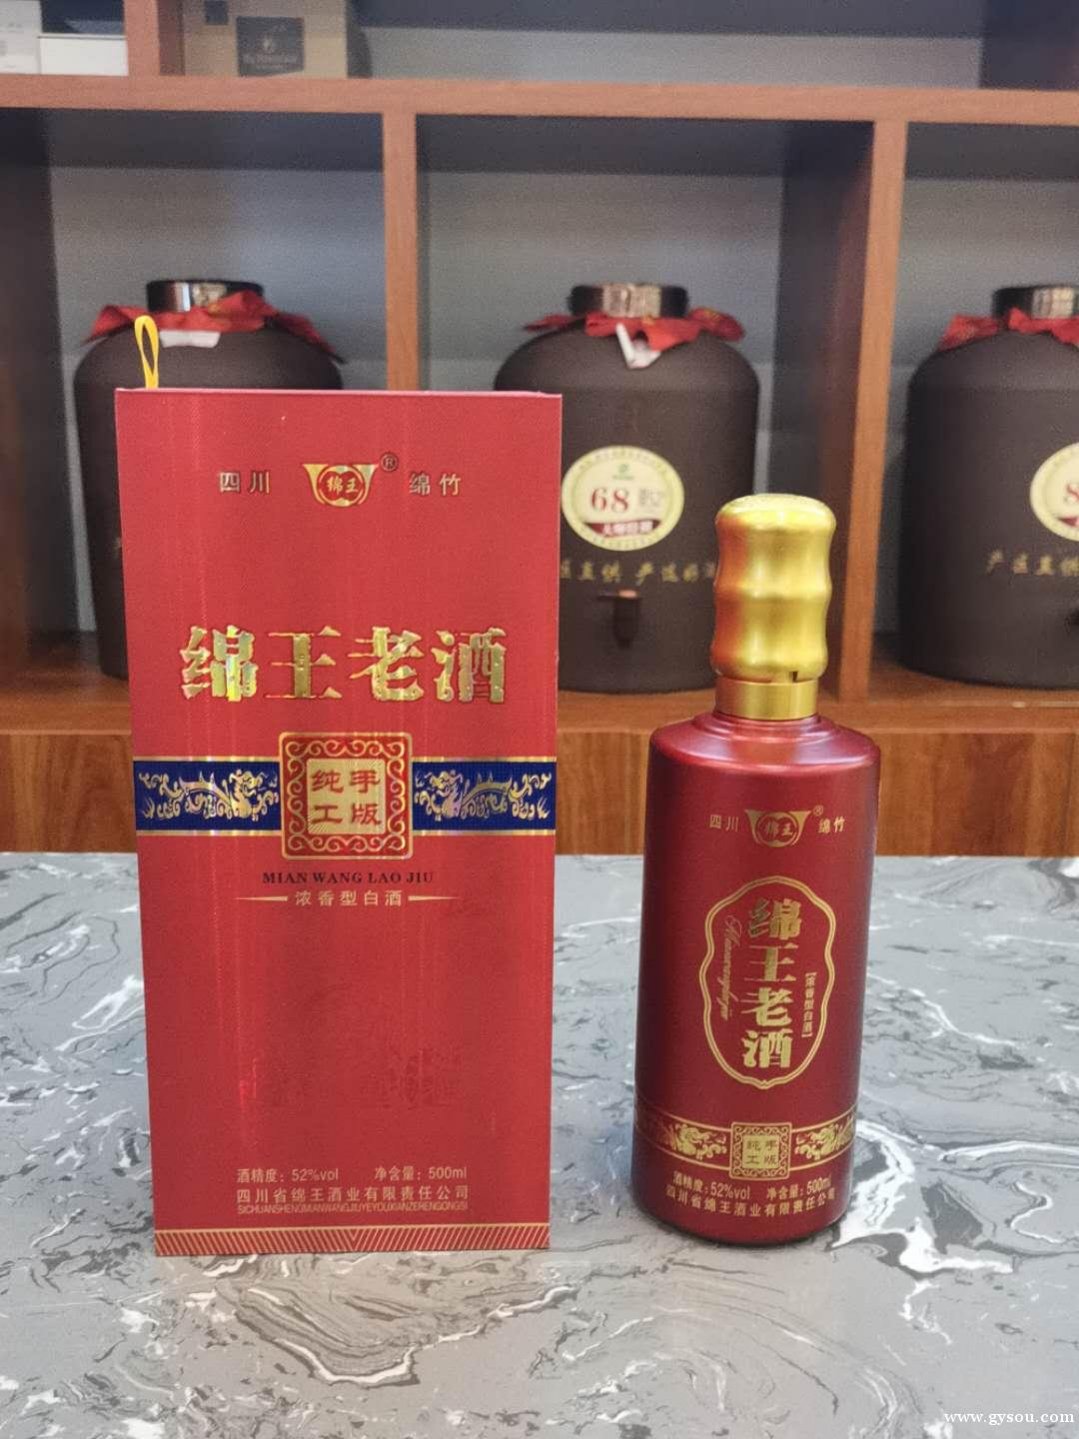 四川 绵王® 绵竹
绵王老酒
纯手
工版
MIAN WANG LAO JIU
浓香型白酒
酒精度：52%vol 净含量：500ml
四川省绵王酒业有限责任公司
SICHUANSHENGMIANWANGJIUYEYOUXIANZERENGONGSI
四川 绵王® 绵竹
绵王老酒
【浓香型白酒】
纯手
工版
酒精度：52%vol 净含量：500ml
四川省绵王酒业有限责任公司
68
8
www.gysou.com